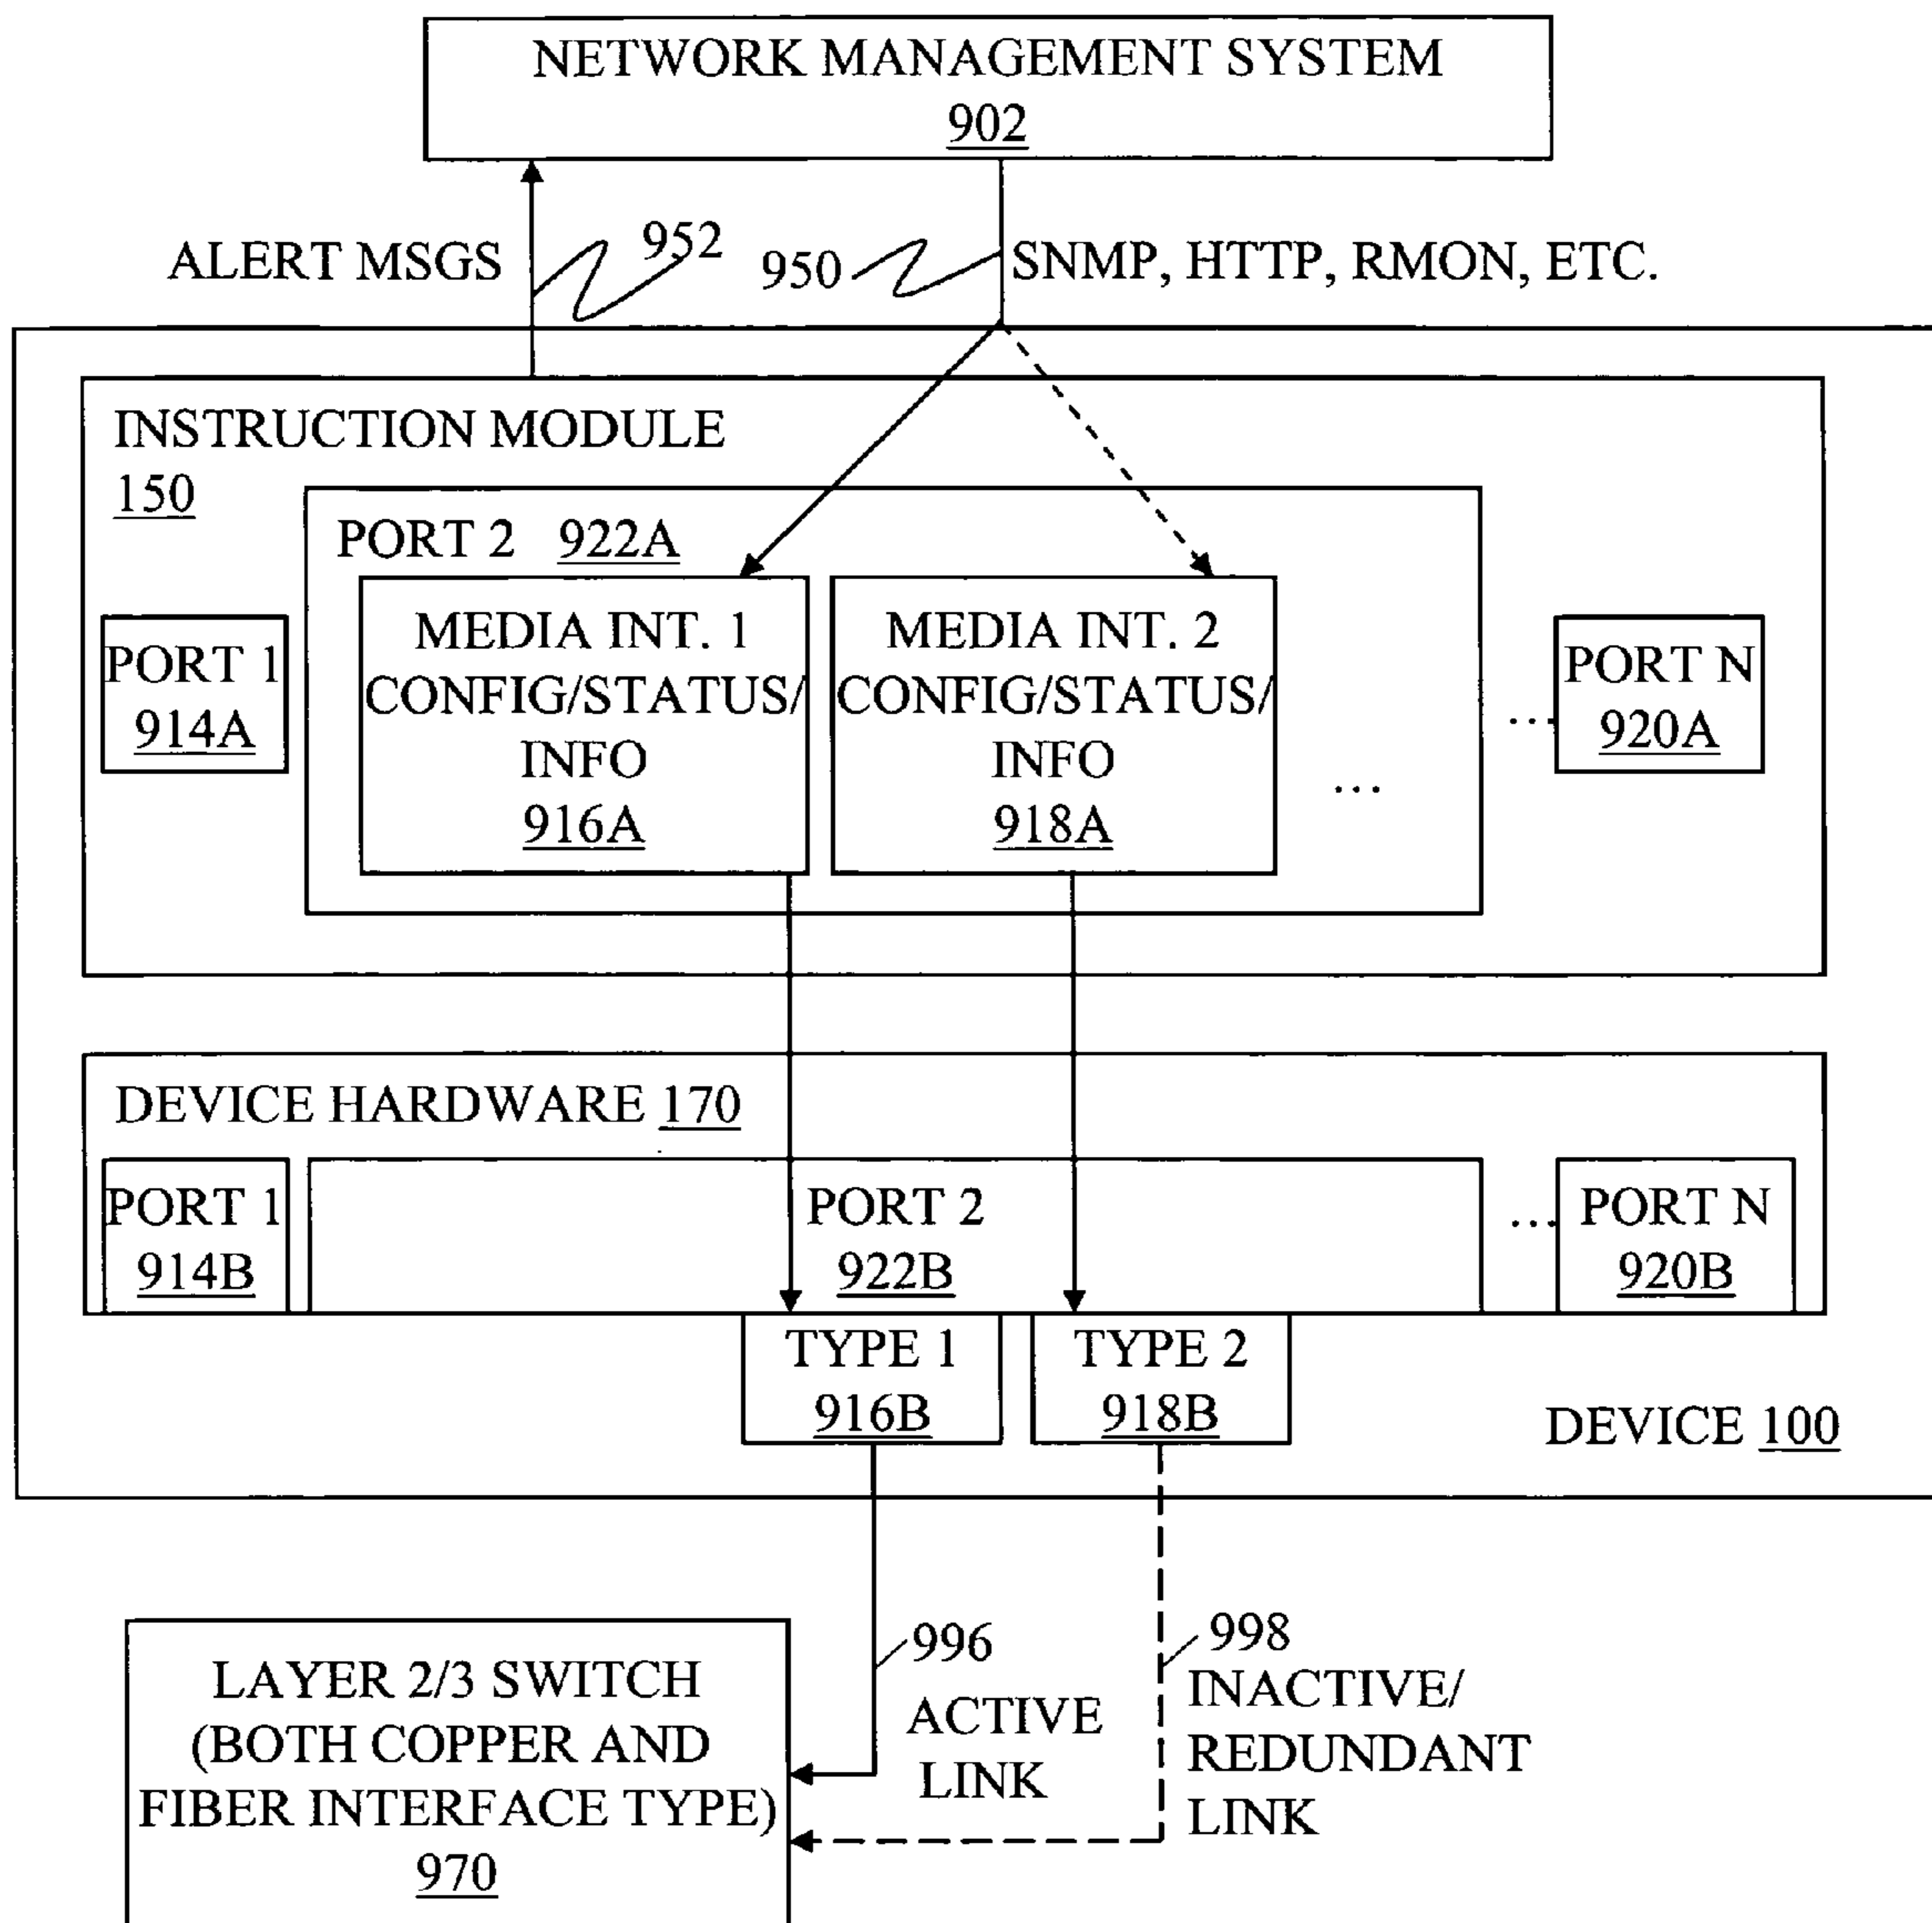 NETWORK MANAGEMENT SYSTEM
902
ALERT MSGS
952
950
SNMP, HTTP, RMON, ETC.
INSTRUCTION MODULE
150
PORT 2 922A
PORT 1
914A
MEDIA INT. 1
CONFIG/STATUS/
INFO
916A
MEDIA INT. 2
CONFIG/STATUS/
INFO
918A
...
...
PORT N
920A
DEVICE HARDWARE 170
PORT 1
914B
PORT 2
922B
...
PORT N
920B
TYPE 1
916B
TYPE 2
918B
DEVICE 100
996
ACTIVE
LINK
998
INACTIVE/
REDUNDANT
LINK
LAYER 2/3 SWITCH
(BOTH COPPER AND
FIBER INTERFACE TYPE)
970